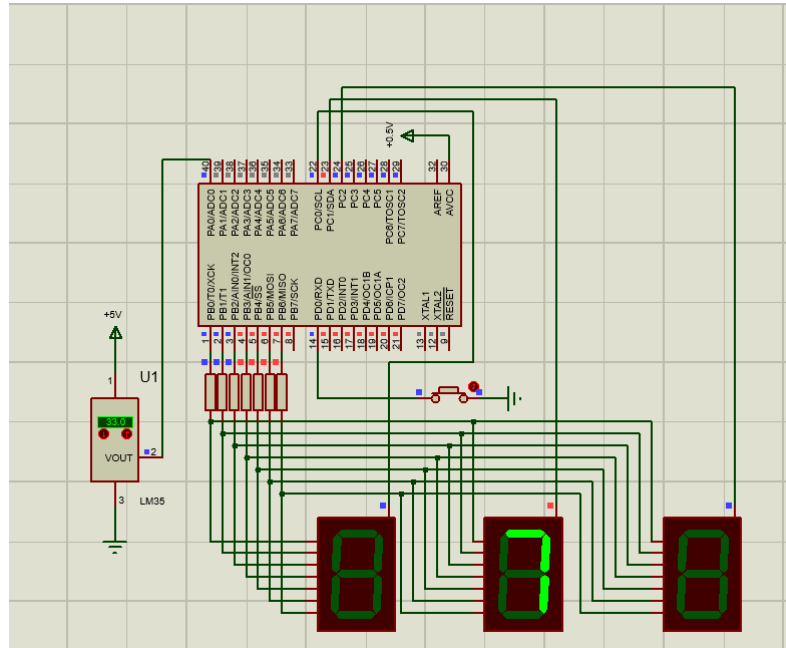 +0.5V
40
39
38
37
36
35
34
33
22
23
24
25
26
27
28
29
32
30
PA0/ADC0
PA1/ADC1
PA2/ADC2
PA3/ADC3
PA4/ADC4
PA5/ADC5
PA6/ADC6
PA7/ADC7
PC0/SCL
PC1/SDA
PC2
PC3
PC4
PC5
PC6/TOSC1
PC7/TOSC2
AREF
AVCC
PB0/T0/XCK
PB1/T1
PB2/AIN0/INT2
PB3/AIN1/OC0
PB4/SS
PB5/MOSI
PB6/MISO
PB7/SCK
PD0/RXD
PD1/TXD
PD2/INT0
PD3/INT1
PD4/OC1B
PD5/OC1A
PD6/ICP1
PD7/OC2
XTAL1
XTAL2
RESET
1
2
3
4
5
6
7
8
14
15
16
17
18
19
20
21
13
12
9
+5V
1
U1
33.0
2
VOUT
3
LM35
7